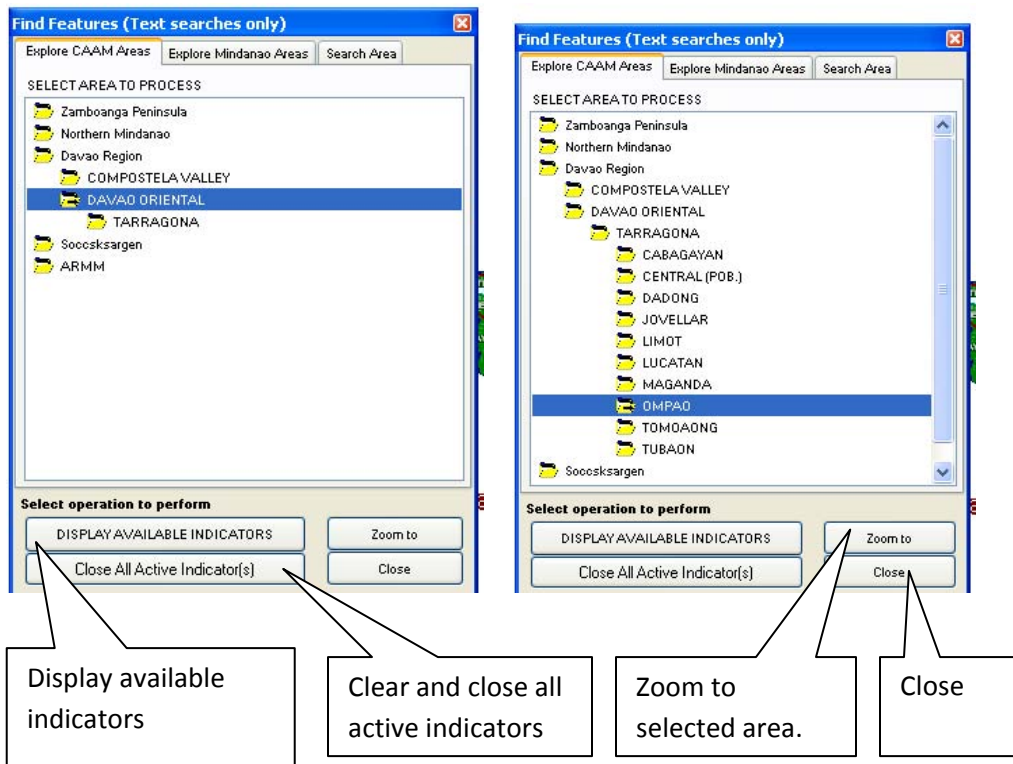 Find Features (Text searches only)
Explore CAAM Areas
Explore Mindanao Areas
Search Area
SELECT AREA TO PROCESS
Zamboanga Peninsula
Northern Mindanao
Davao Region
COMPOSTELA VALLEY
DAVAO ORIENTAL
TARRAGONA
Soccsksargen
ARMM
Select operation to perform
DISPLAY AVAILABLE INDICATORS
Zoom to
Close All Active Indicator(s)
Close
Find Features (Text searches only)
Explore CAAM Areas
Explore Mindanao Areas
Search Area
SELECT AREA TO PROCESS
Zamboanga Peninsula
Northern Mindanao
Davao Region
COMPOSTELA VALLEY
DAVAO ORIENTAL
TARRAGONA
CABAGAYAN
CENTRAL (POB.)
DADONG
JOVELLAR
LIMOT
LUCATAN
MAGANDA
OMPAO
TOMOAONG
TUBAON
Soccsksargen
Select operation to perform
DISPLAY AVAILABLE INDICATORS
Zoom to
Close All Active Indicator(s)
Close
Display available
indicators
Clear and close all
active indicators
Zoom to
selected area.
Close